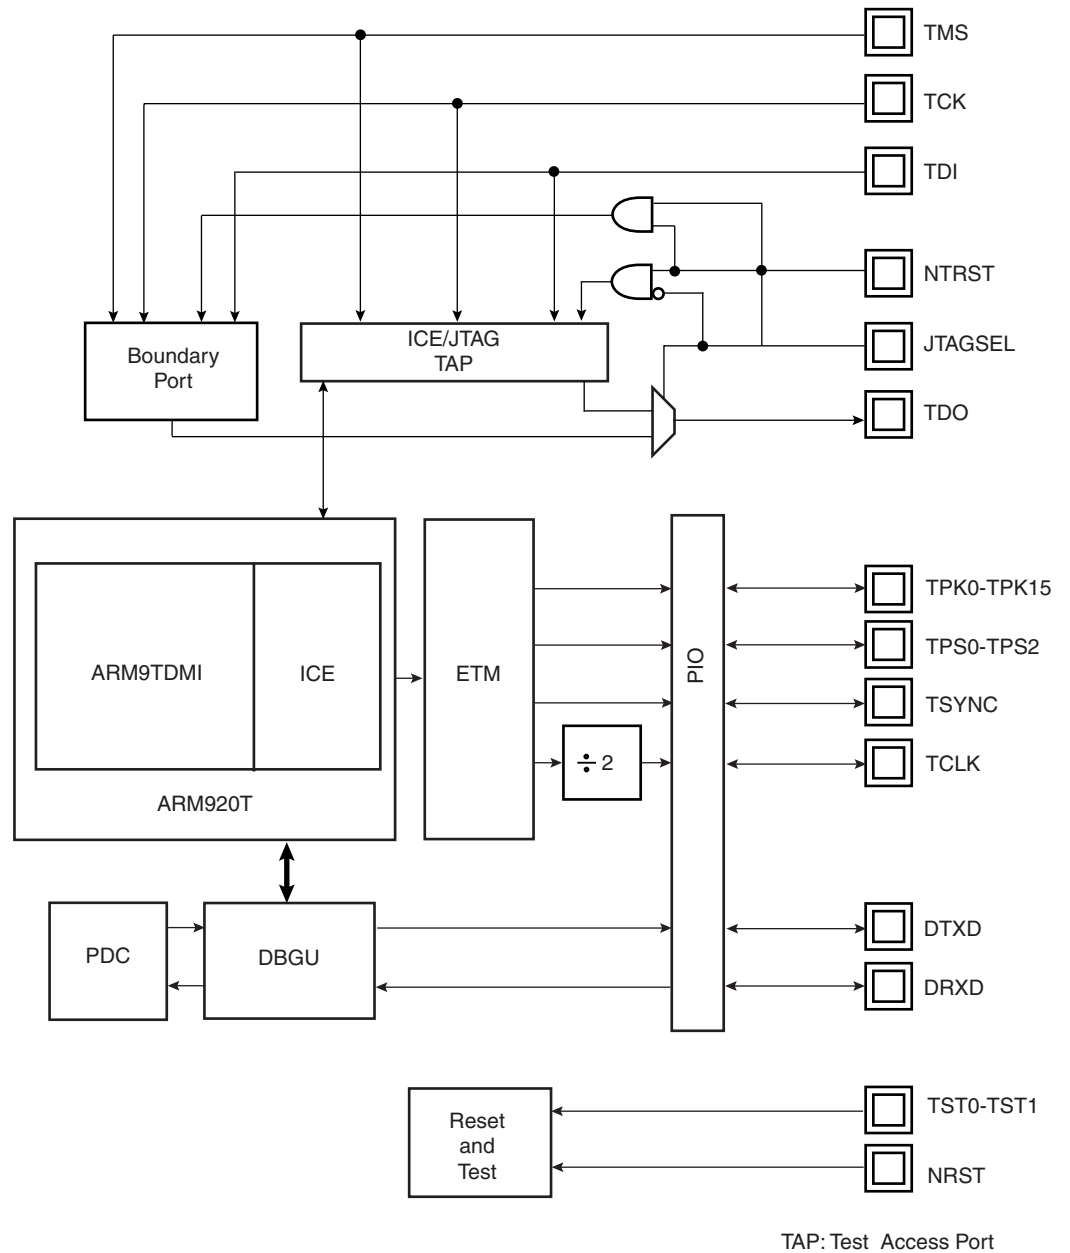 TMS
TCK
TDI
NTRST
JTAGSEL
TDO
Boundary
Port
ICE/JTAG
TAP
ARM9TDMI
ICE
ARM920T
ETM
÷ 2
PIO
TPK0-TPK15
TPS0-TPS2
TSYNC
TCLK
PDC
DBGU
DTXD
DRXD
Reset
and
Test
TST0-TST1
NRST
TAP: Test Access Port